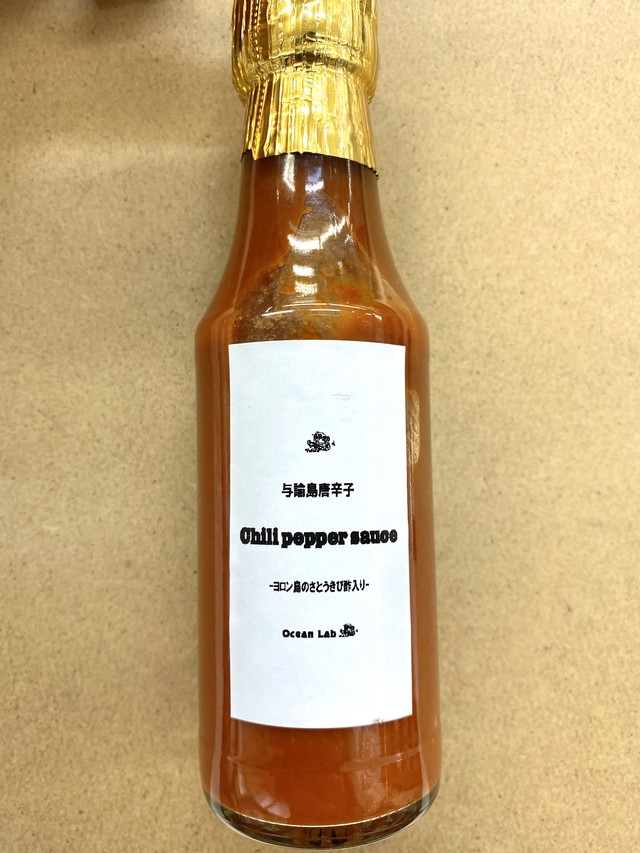 与論島唐辛子
Chili pepper sauce
-ヨロン島のさとうきび酢入り-
Ocean Lab